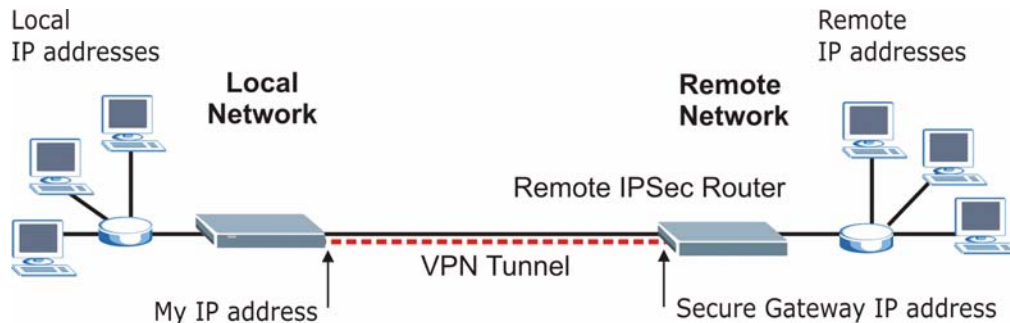 Local
IP addresses
Remote
IP addresses
Local
Network
Remote
Network
Remote IPSec Router
VPN Tunnel
My IP address
Secure Gateway IP address